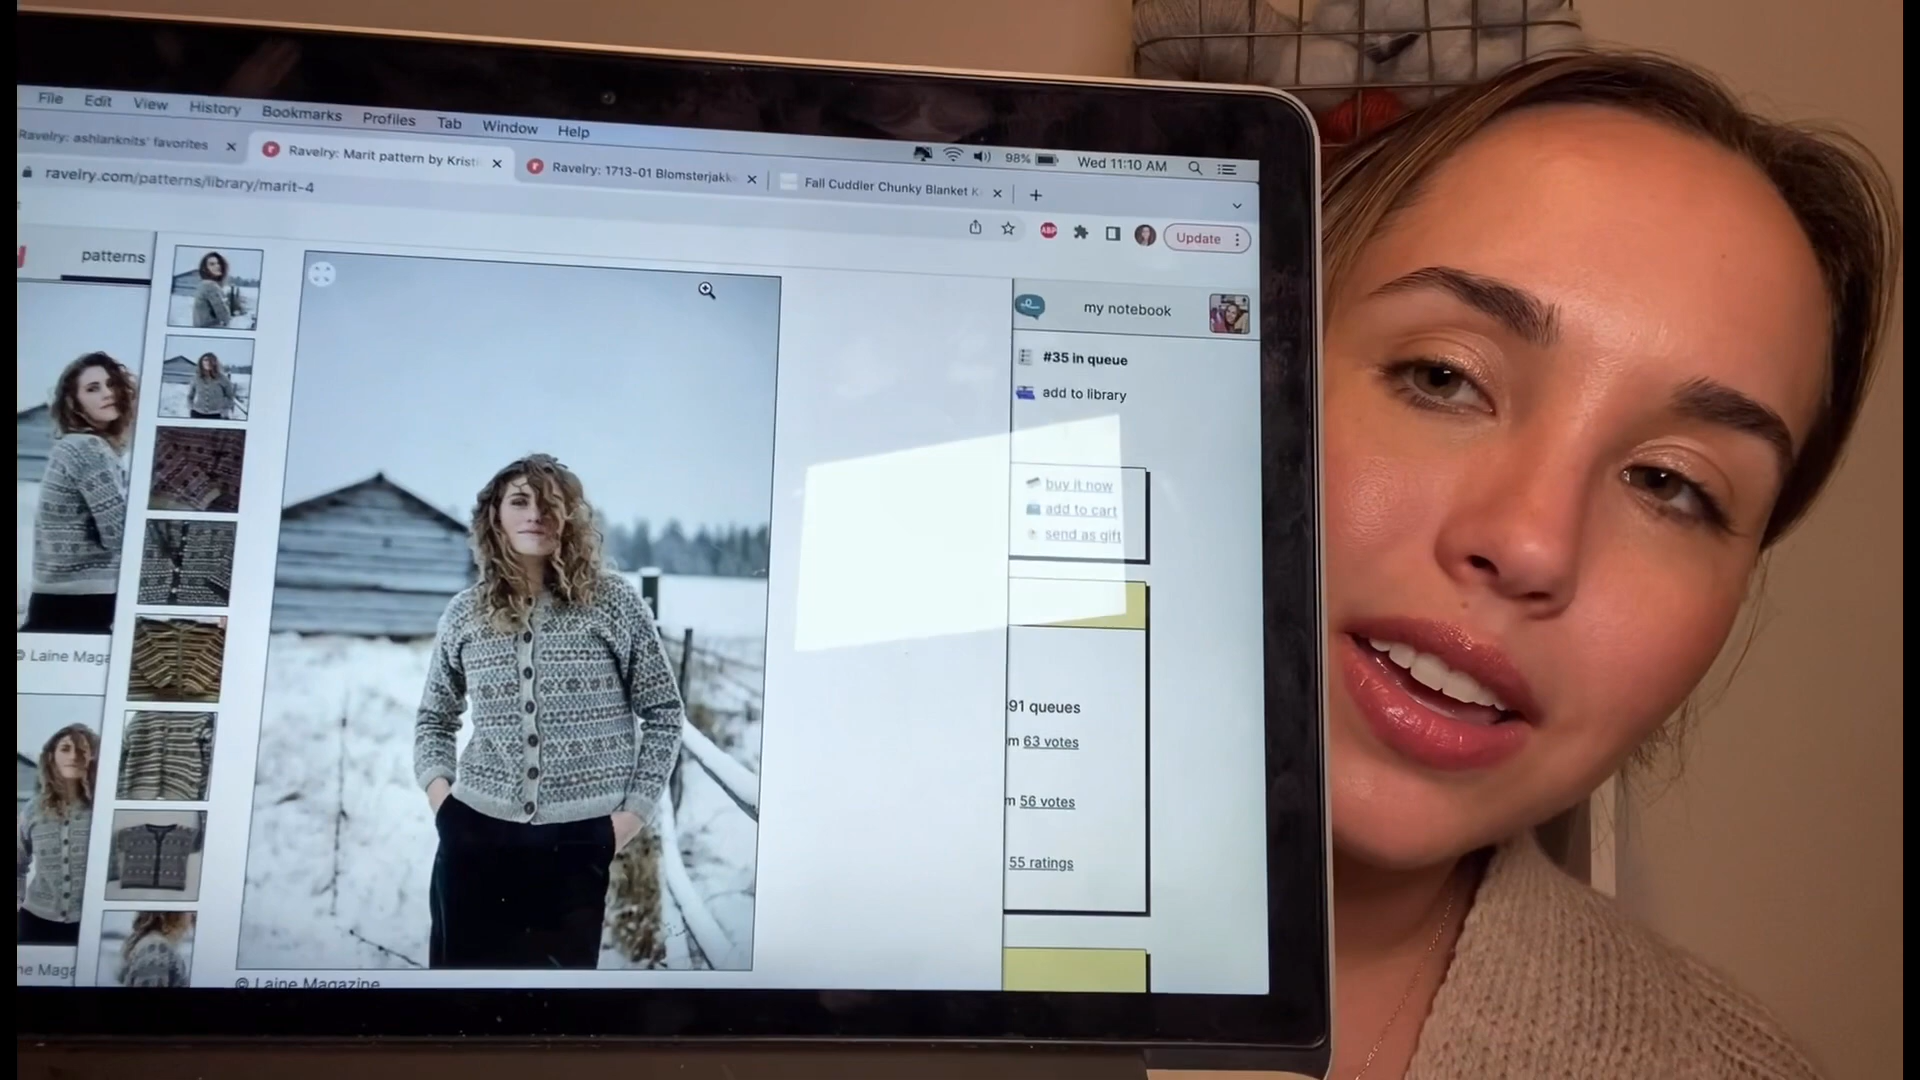 File Edit View History Bookmarks Profiles Tab Window Help
98% Wed 11:10 AM
Ravelry: ashlanknits' favorites
Ravelry: Marit pattern by Kristi
Ravelry: 1713-01 Blomsterjakk
Fall Cuddler Chunky Blanket K
ravelry.com/patterns/library/marit-4
ABP
Update
patterns
my notebook
#35 in queue
add to library
buy it now
add to cart
send as gift
© Laine Maga
91 queues
m 63 votes
m 56 votes
55 ratings
ne Maga
© Laine Magazine